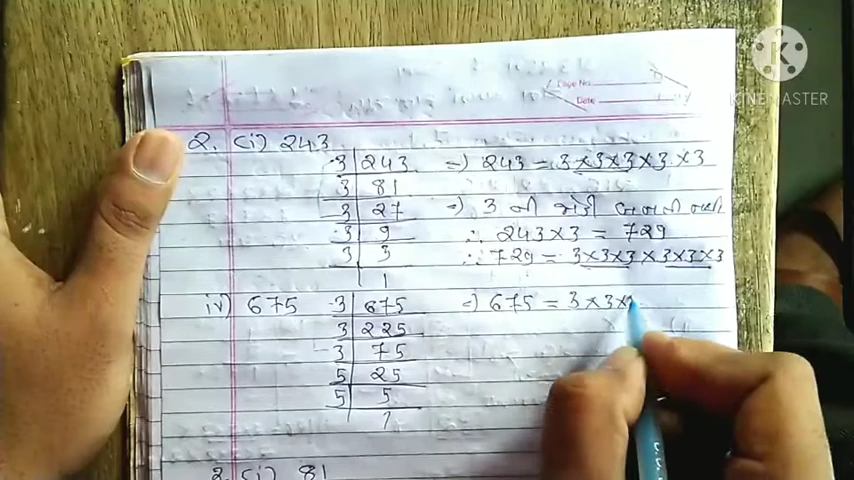 KINEMASTER
Page No.
Date
2. (i) 243
3 | 243 => 243 = 3×3×3×3×3
3 | 81
3 | 27 => 3 ની જોડી બનતી નથી
3 | 9 ∴ 243×3 = 729
3 | 3 ∴ 729 = 3×3×3×3×3×3
1
iv) 675 3 | 675 => 675 = 3×3×
3 | 225
3 | 75
5 | 25
5 | 5
1
3. (i) 81